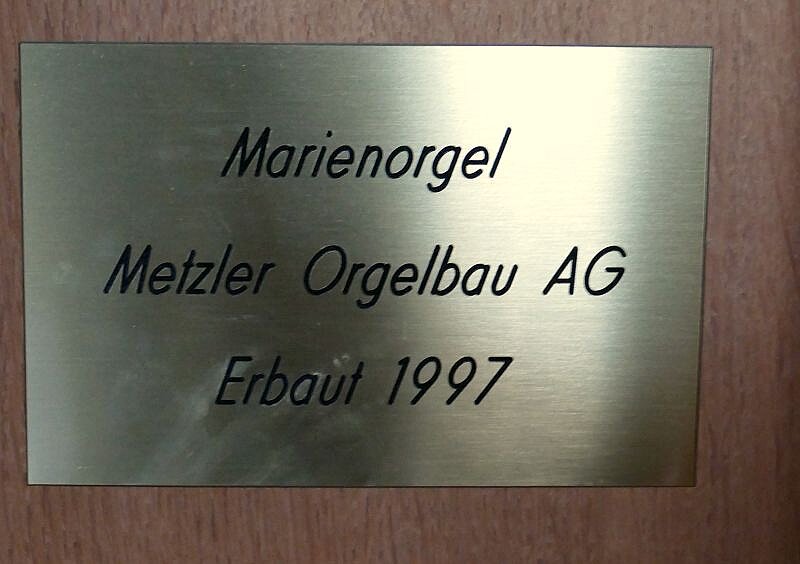 Marienorgel
Metzler Orgelbau AG
Erbaut 1997